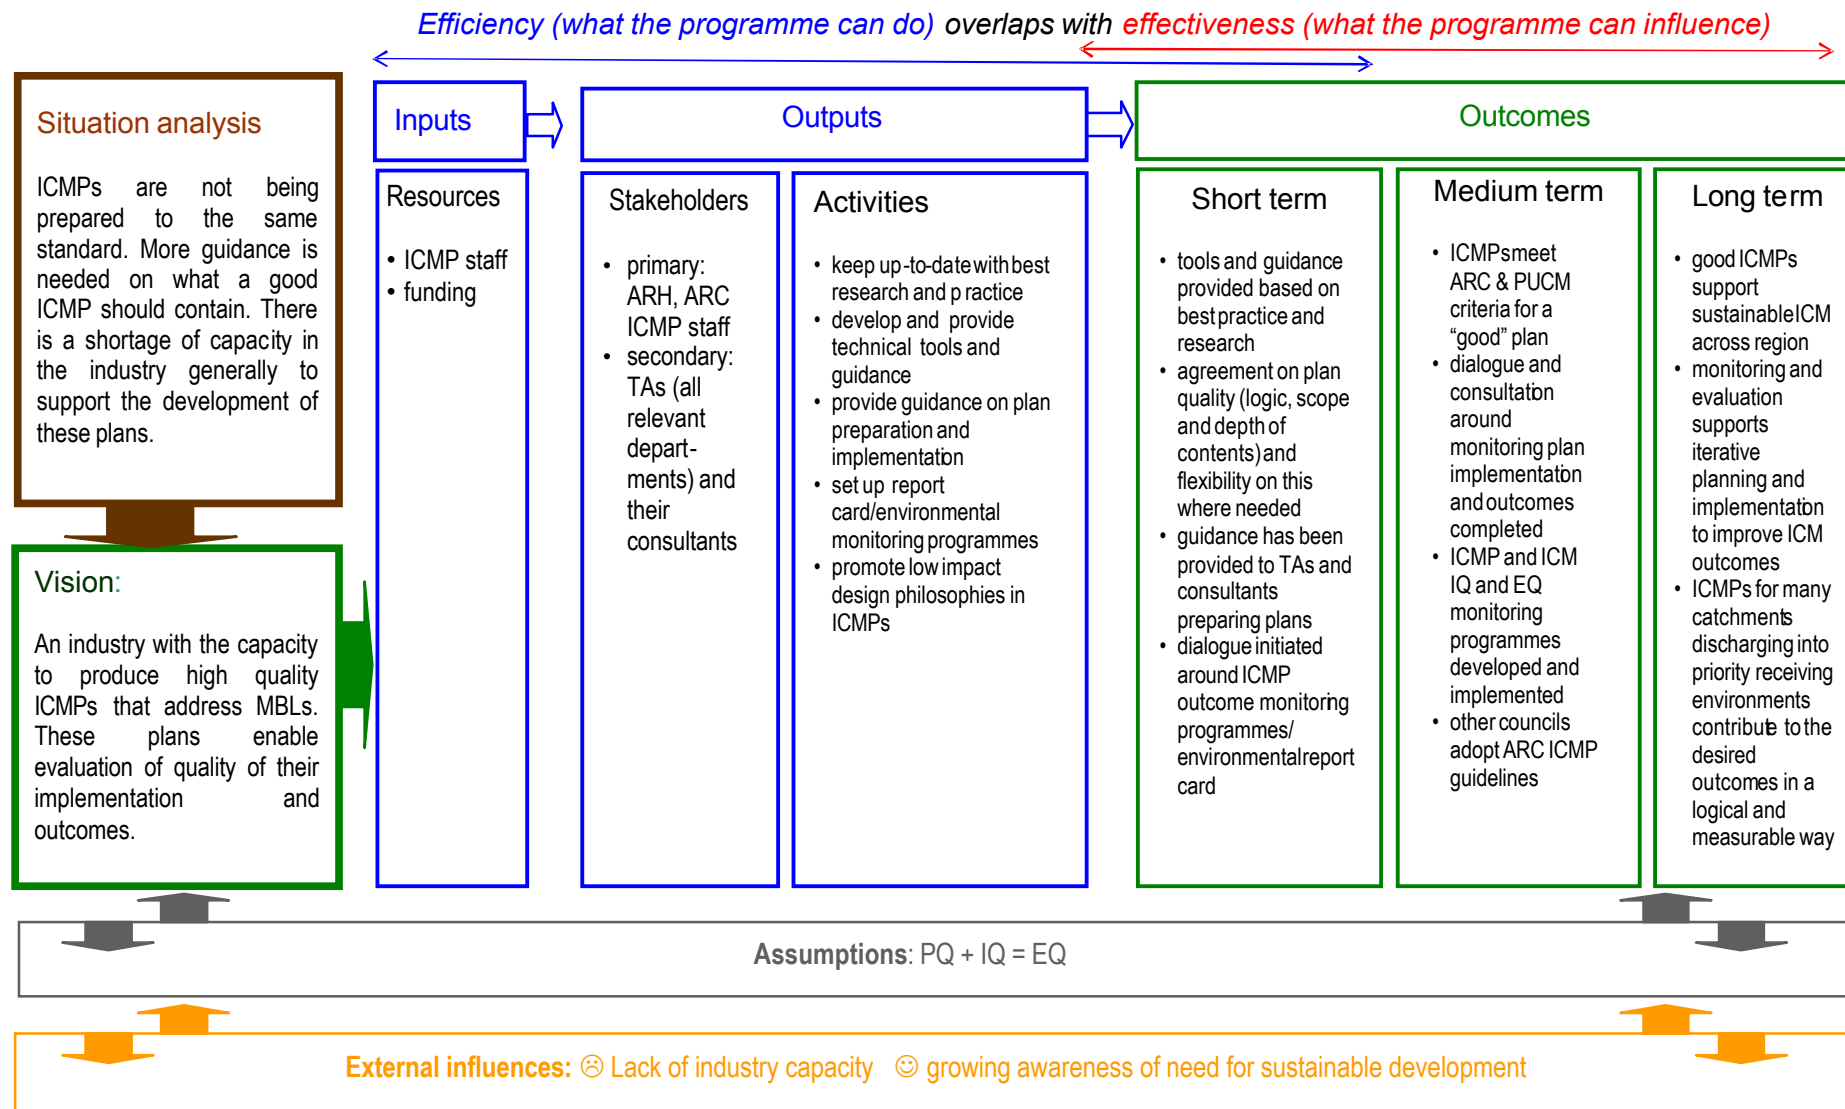 Efficiency (what the programme can do) overlaps with effectiveness (what the programme can influence)
Situation analysis
ICMPs are not being
prepared to the same
standard. More guidance is
needed on what a good
ICMP should contain. There
is a shortage of capacity in
the industry generally to
support the development of
these plans.
Vision:
An industry with the capacity
to produce high quality
ICMPs that address MBLs.
These plans enable
evaluation of quality of their
implementation and
outcomes.
Inputs
Resources
• ICMP staff
• funding
Outputs
Stakeholders
• primary:
ARH, ARC
ICMP staff
• secondary:
TAs (all
relevant
depart-
ments) and
their
consultants
Activities
• keep up-to-date with best
research and practice
• develop and provide
technical tools and
guidance
• provide guidance on plan
preparation and
implementation
• set up report
card/environmental
monitoring programmes
• promote low impact
design philosophies in
ICMPs
Outcomes
Short term
• tools and guidance
provided based on
best practice and
research
• agreement on plan
quality (logic, scope
and depth of
contents) and
flexibility on this
where needed
• guidance has been
provided to TAs and
consultants
preparing plans
• dialogue initiated
around ICMP
outcome monitoring
programmes/
environmental report
card
Medium term
• ICMPs meet
ARC & PUCM
criteria for a
“good” plan
• dialogue and
consultation
around
monitoring plan
implementation
and outcomes
completed
• ICMP and ICM
IQ and EQ
monitoring
programmes
developed and
implemented
• other councils
adopt ARC ICMP
guidelines
Long term
• good ICMPs
support
sustainable ICM
across region
• monitoring and
evaluation
supports
iterative
planning and
implementation
to improve ICM
outcomes
• ICMPs for many
catchments
discharging into
priority receiving
environments
contribute to the
desired
outcomes in a
logical and
measurable way
Assumptions: PQ + IQ = EQ
External influences: ☹ Lack of industry capacity ☺ growing awareness of need for sustainable development